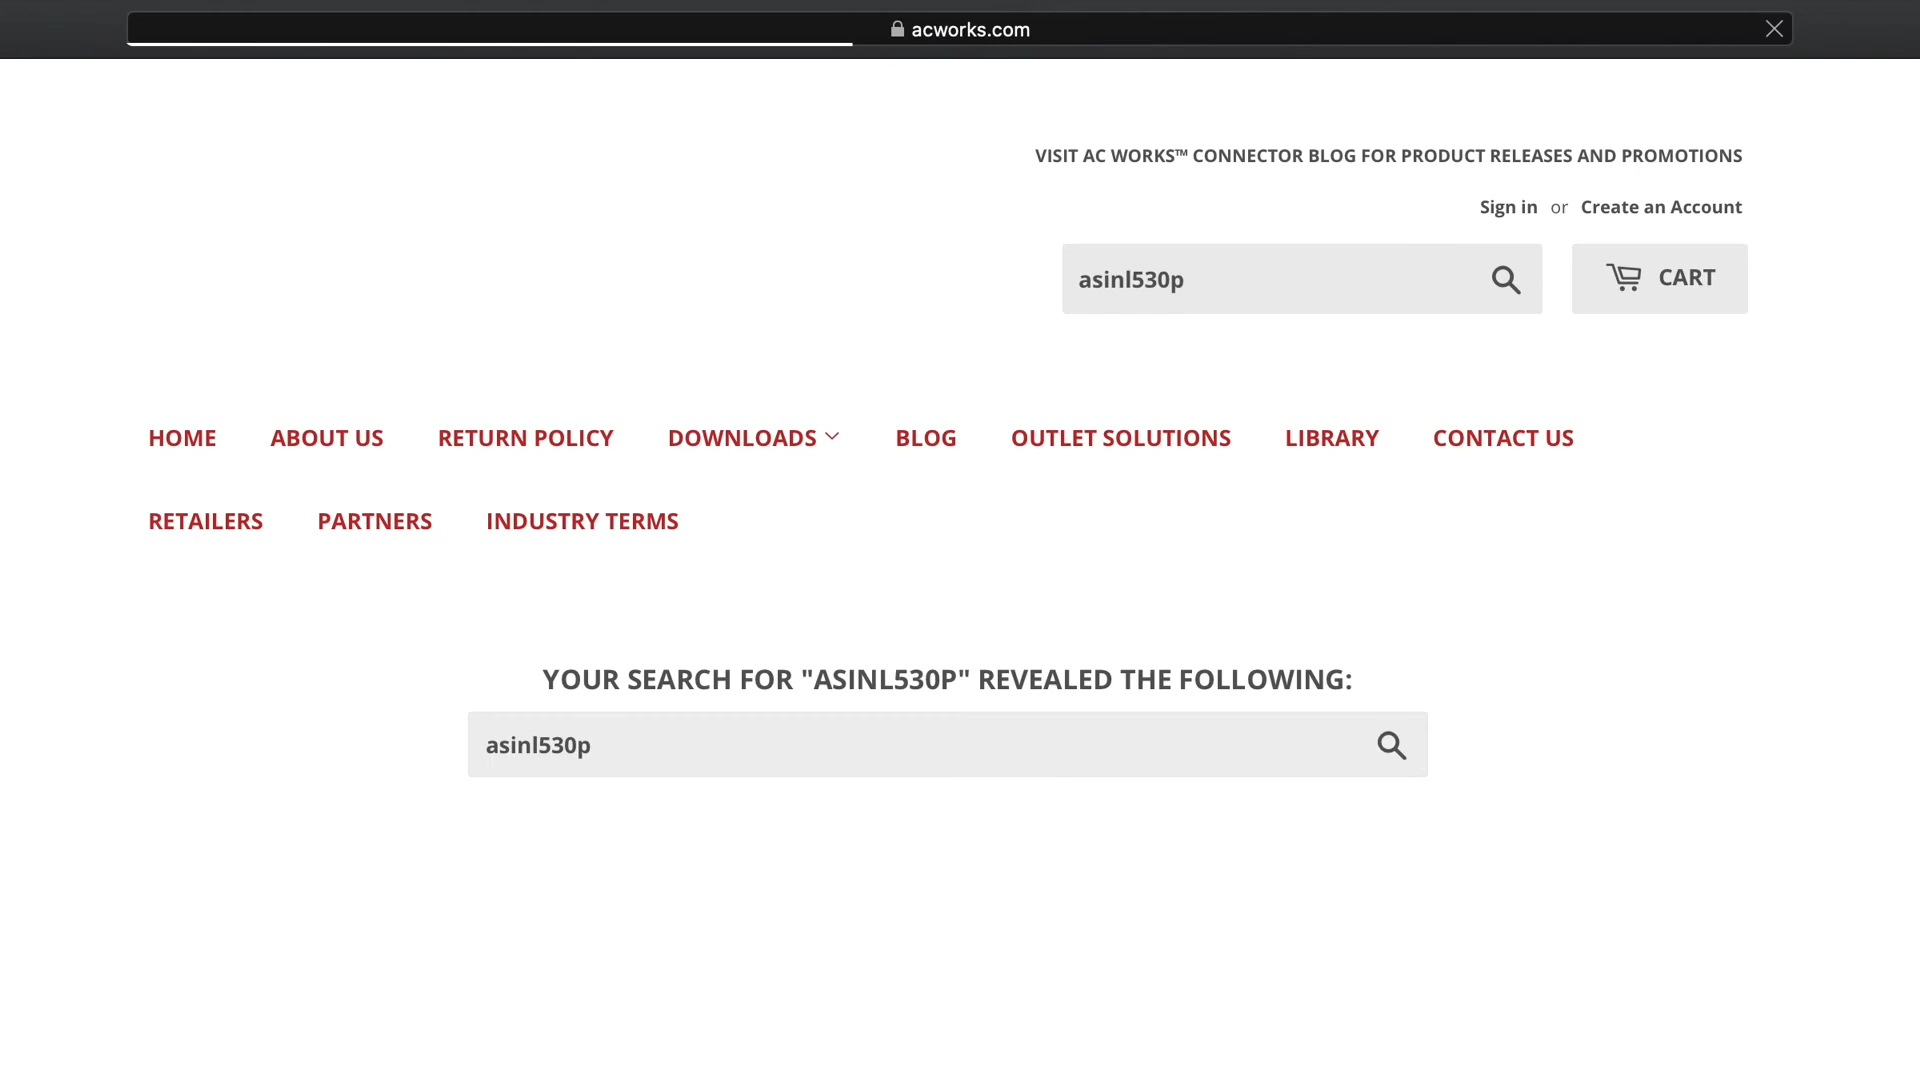 acworks.com
VISIT AC WORKS™ CONNECTOR BLOG FOR PRODUCT RELEASES AND PROMOTIONS
Sign in or Create an Account
asinl530p CART
HOME ABOUT US RETURN POLICY DOWNLOADS BLOG OUTLET SOLUTIONS LIBRARY CONTACT US
RETAILERS PARTNERS INDUSTRY TERMS
YOUR SEARCH FOR "ASINL530P" REVEALED THE FOLLOWING:
asinl530p